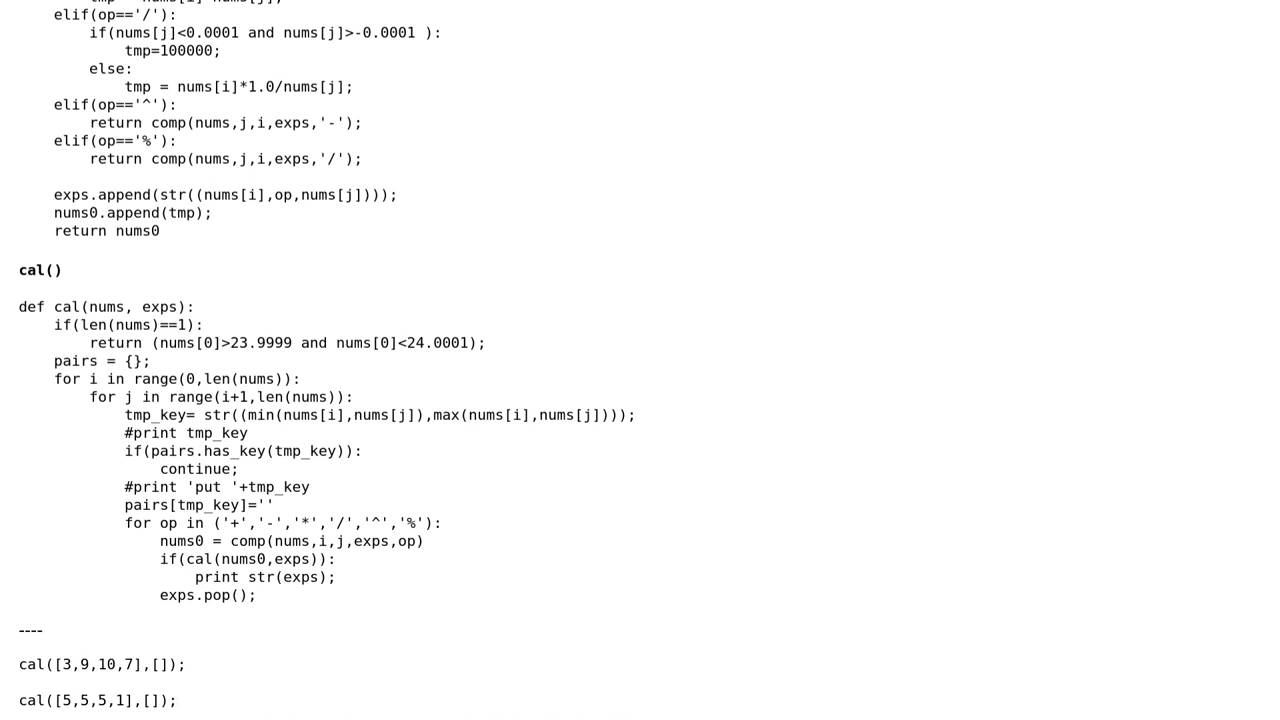 elif(op=='/'):
if(nums[j]<0.0001 and nums[j]>-0.0001 ):
tmp=100000;
else:
tmp = nums[i]*1.0/nums[j];
elif(op=='^'):
return comp(nums,j,i,exps,'-');
elif(op=='%'):
return comp(nums,j,i,exps,'/');
exps.append(str((nums[i],op,nums[j])));
nums0.append(tmp);
return nums0
cal()
def cal(nums, exps):
if(len(nums)==1):
return (nums[0]>23.9999 and nums[0]<24.0001);
pairs = {};
for i in range(0,len(nums)):
for j in range(i+1,len(nums)):
tmp_key= str((min(nums[i],nums[j]),max(nums[i],nums[j])));
#print tmp_key
if(pairs.has_key(tmp_key)):
continue;
#print 'put '+tmp_key
pairs[tmp_key]=''
for op in ('+','-','*','/','^','%'):
nums0 = comp(nums,i,j,exps,op)
if(cal(nums0,exps)):
print str(exps);
exps.pop();
----
cal([3,9,10,7],[]);
cal([5,5,5,1],[]);